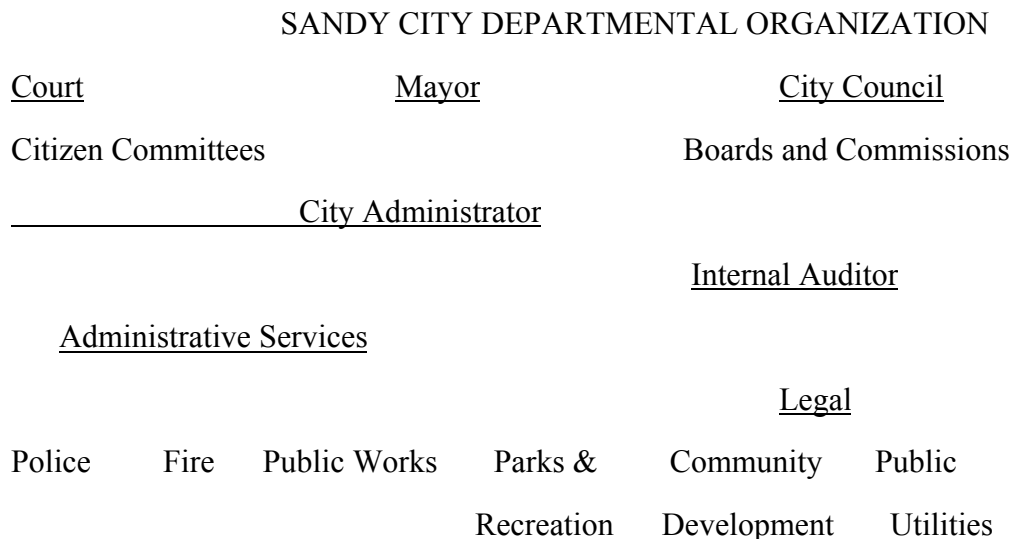 SANDY CITY DEPARTMENTAL ORGANIZATION
Court Mayor City Council
Citizen Committees Boards and Commissions
City Administrator
Internal Auditor
Administrative Services
Legal
Police Fire Public Works Parks & Community Public
Recreation Development Utilities